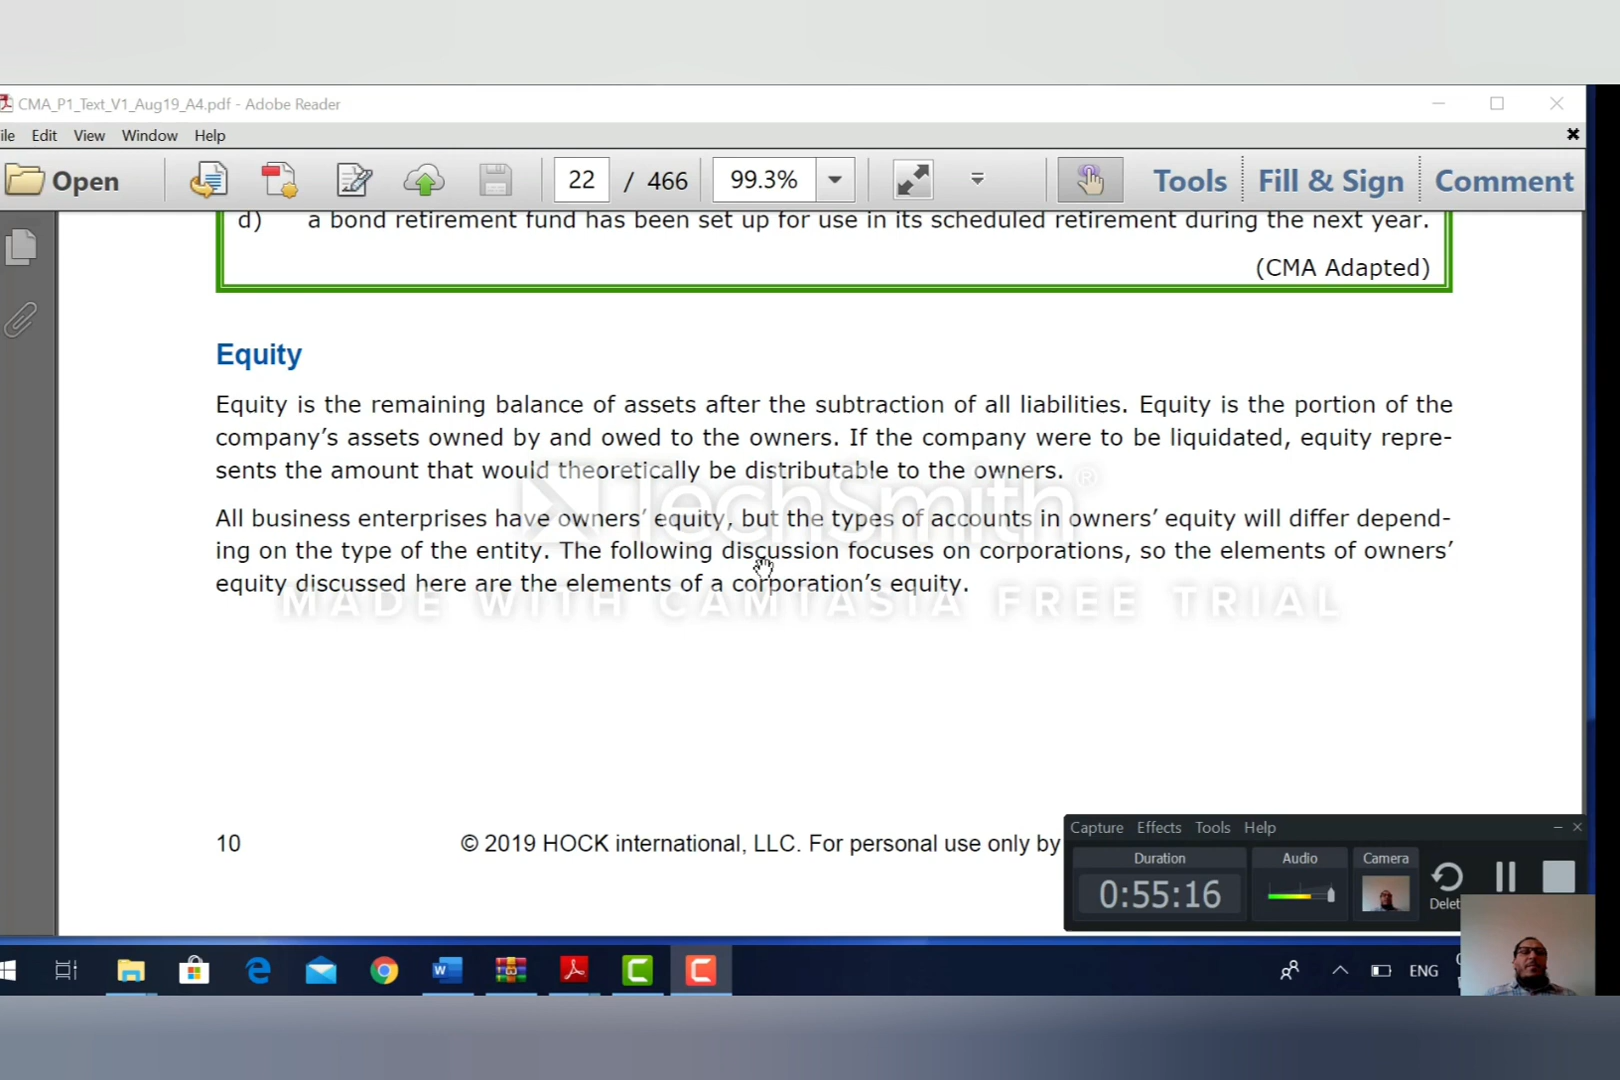 CMA_P1_Text_V1_Aug19_A4.pdf - Adobe Reader
ile Edit View Window Help
Open 22 / 466 99.3% Tools Fill & Sign Comment
d) a bond retirement fund has been set up for use in its scheduled retirement during the next year.
(CMA Adapted)
Equity
Equity is the remaining balance of assets after the subtraction of all liabilities. Equity is the portion of the
company’s assets owned by and owed to the owners. If the company were to be liquidated, equity repre-
sents the amount that would theoretically be distributable to the owners.
TechSmith®
All business enterprises have owners’ equity, but the types of accounts in owners’ equity will differ depend-
ing on the type of the entity. The following discussion focuses on corporations, so the elements of owners’
equity discussed here are the elements of a corporation’s equity.
MADE WITH CAMTASIA FREE TRIAL
10 © 2019 HOCK international, LLC. For personal use only by
Capture Effects Tools Help
Duration Audio Camera
0:55:16
Delet
ENG